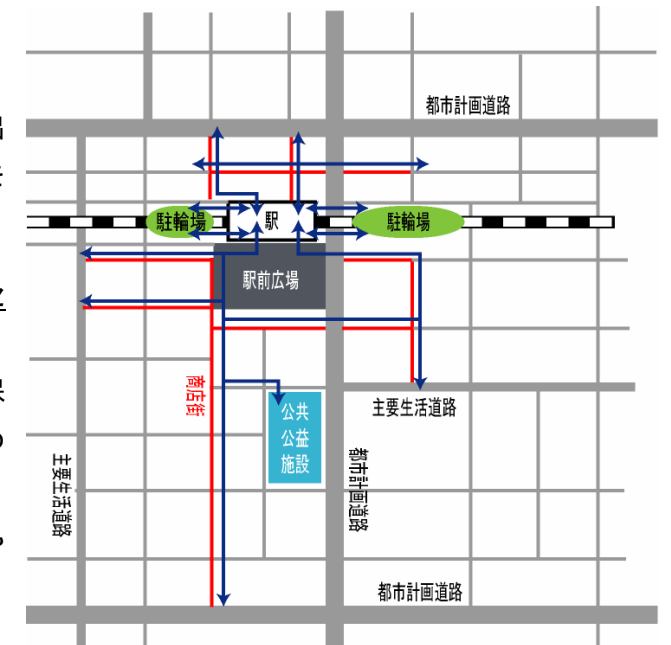 都市計画道路
駐輪場
駅
駐輪場
駅前広場
商店街
公共
公益
施設
主要生活道路
主要生活道路
都市計画道路
都市計画道路